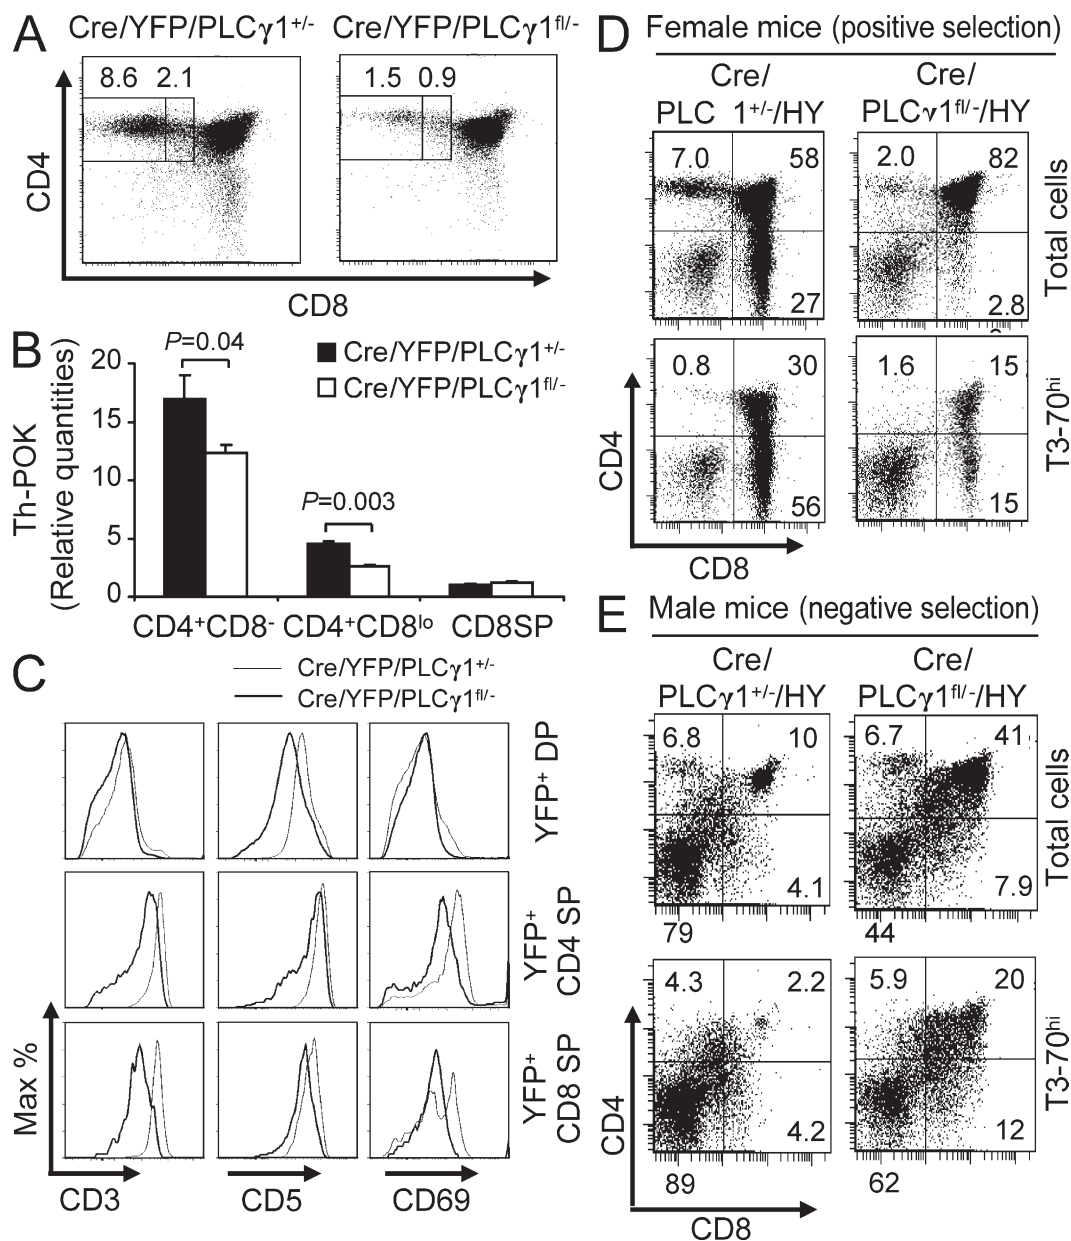 A
Cre/YFP/PLCγ1+/-
Cre/YFP/PLCγ1fl/-
8.6 2.1
1.5 0.9
CD4
CD8
B
Th-POK
(Relative quantities)
20
15
10
5
0
P=0.04
P=0.003
Cre/YFP/PLCγ1+/-
Cre/YFP/PLCγ1fl/-
CD4+CD8- CD4+CD8lo CD8SP
C
Cre/YFP/PLCγ1+/-
Cre/YFP/PLCγ1fl/-
YFP+ DP
YFP+
CD4 SP
YFP+
CD8 SP
Max %
CD3
CD5
CD69
D
Female mice (positive selection)
Cre/
PLC 1+/-/HY
Cre/
PLCγ1fl/-/HY
7.0 58
27
2.0 82
2.8
Total cells
0.8 30
56
1.6 15
15
T3-70hi
CD4
CD8
E
Male mice (negative selection)
Cre/
PLCγ1+/-/HY
Cre/
PLCγ1fl/-/HY
6.8 10
4.1
79
6.7 41
7.9
44
Total cells
4.3 2.2
4.2
89
5.9 20
12
62
T3-70hi
CD4
CD8